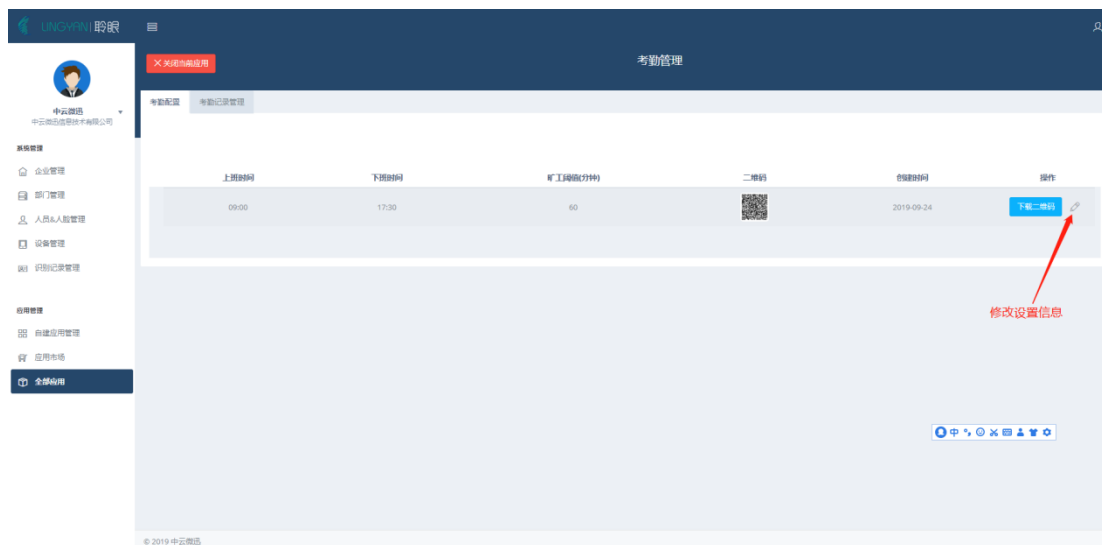 LINGYAN 聆眼
关闭当前应用
考勤管理
中云微迅
中云微迅信息技术有限公司
考勤配置 考勤记录管理
系统管理
企业管理
部门管理
人员&人脸管理
设备管理
识别记录管理
应用管理
自建应用管理
应用市场
全部应用
上班时间 下班时间 旷工阈值(分钟) 二维码 创建时间 操作
09:00 17:30 60 2019-09-24 下载二维码
修改设置信息
中
© 2019 中云微迅